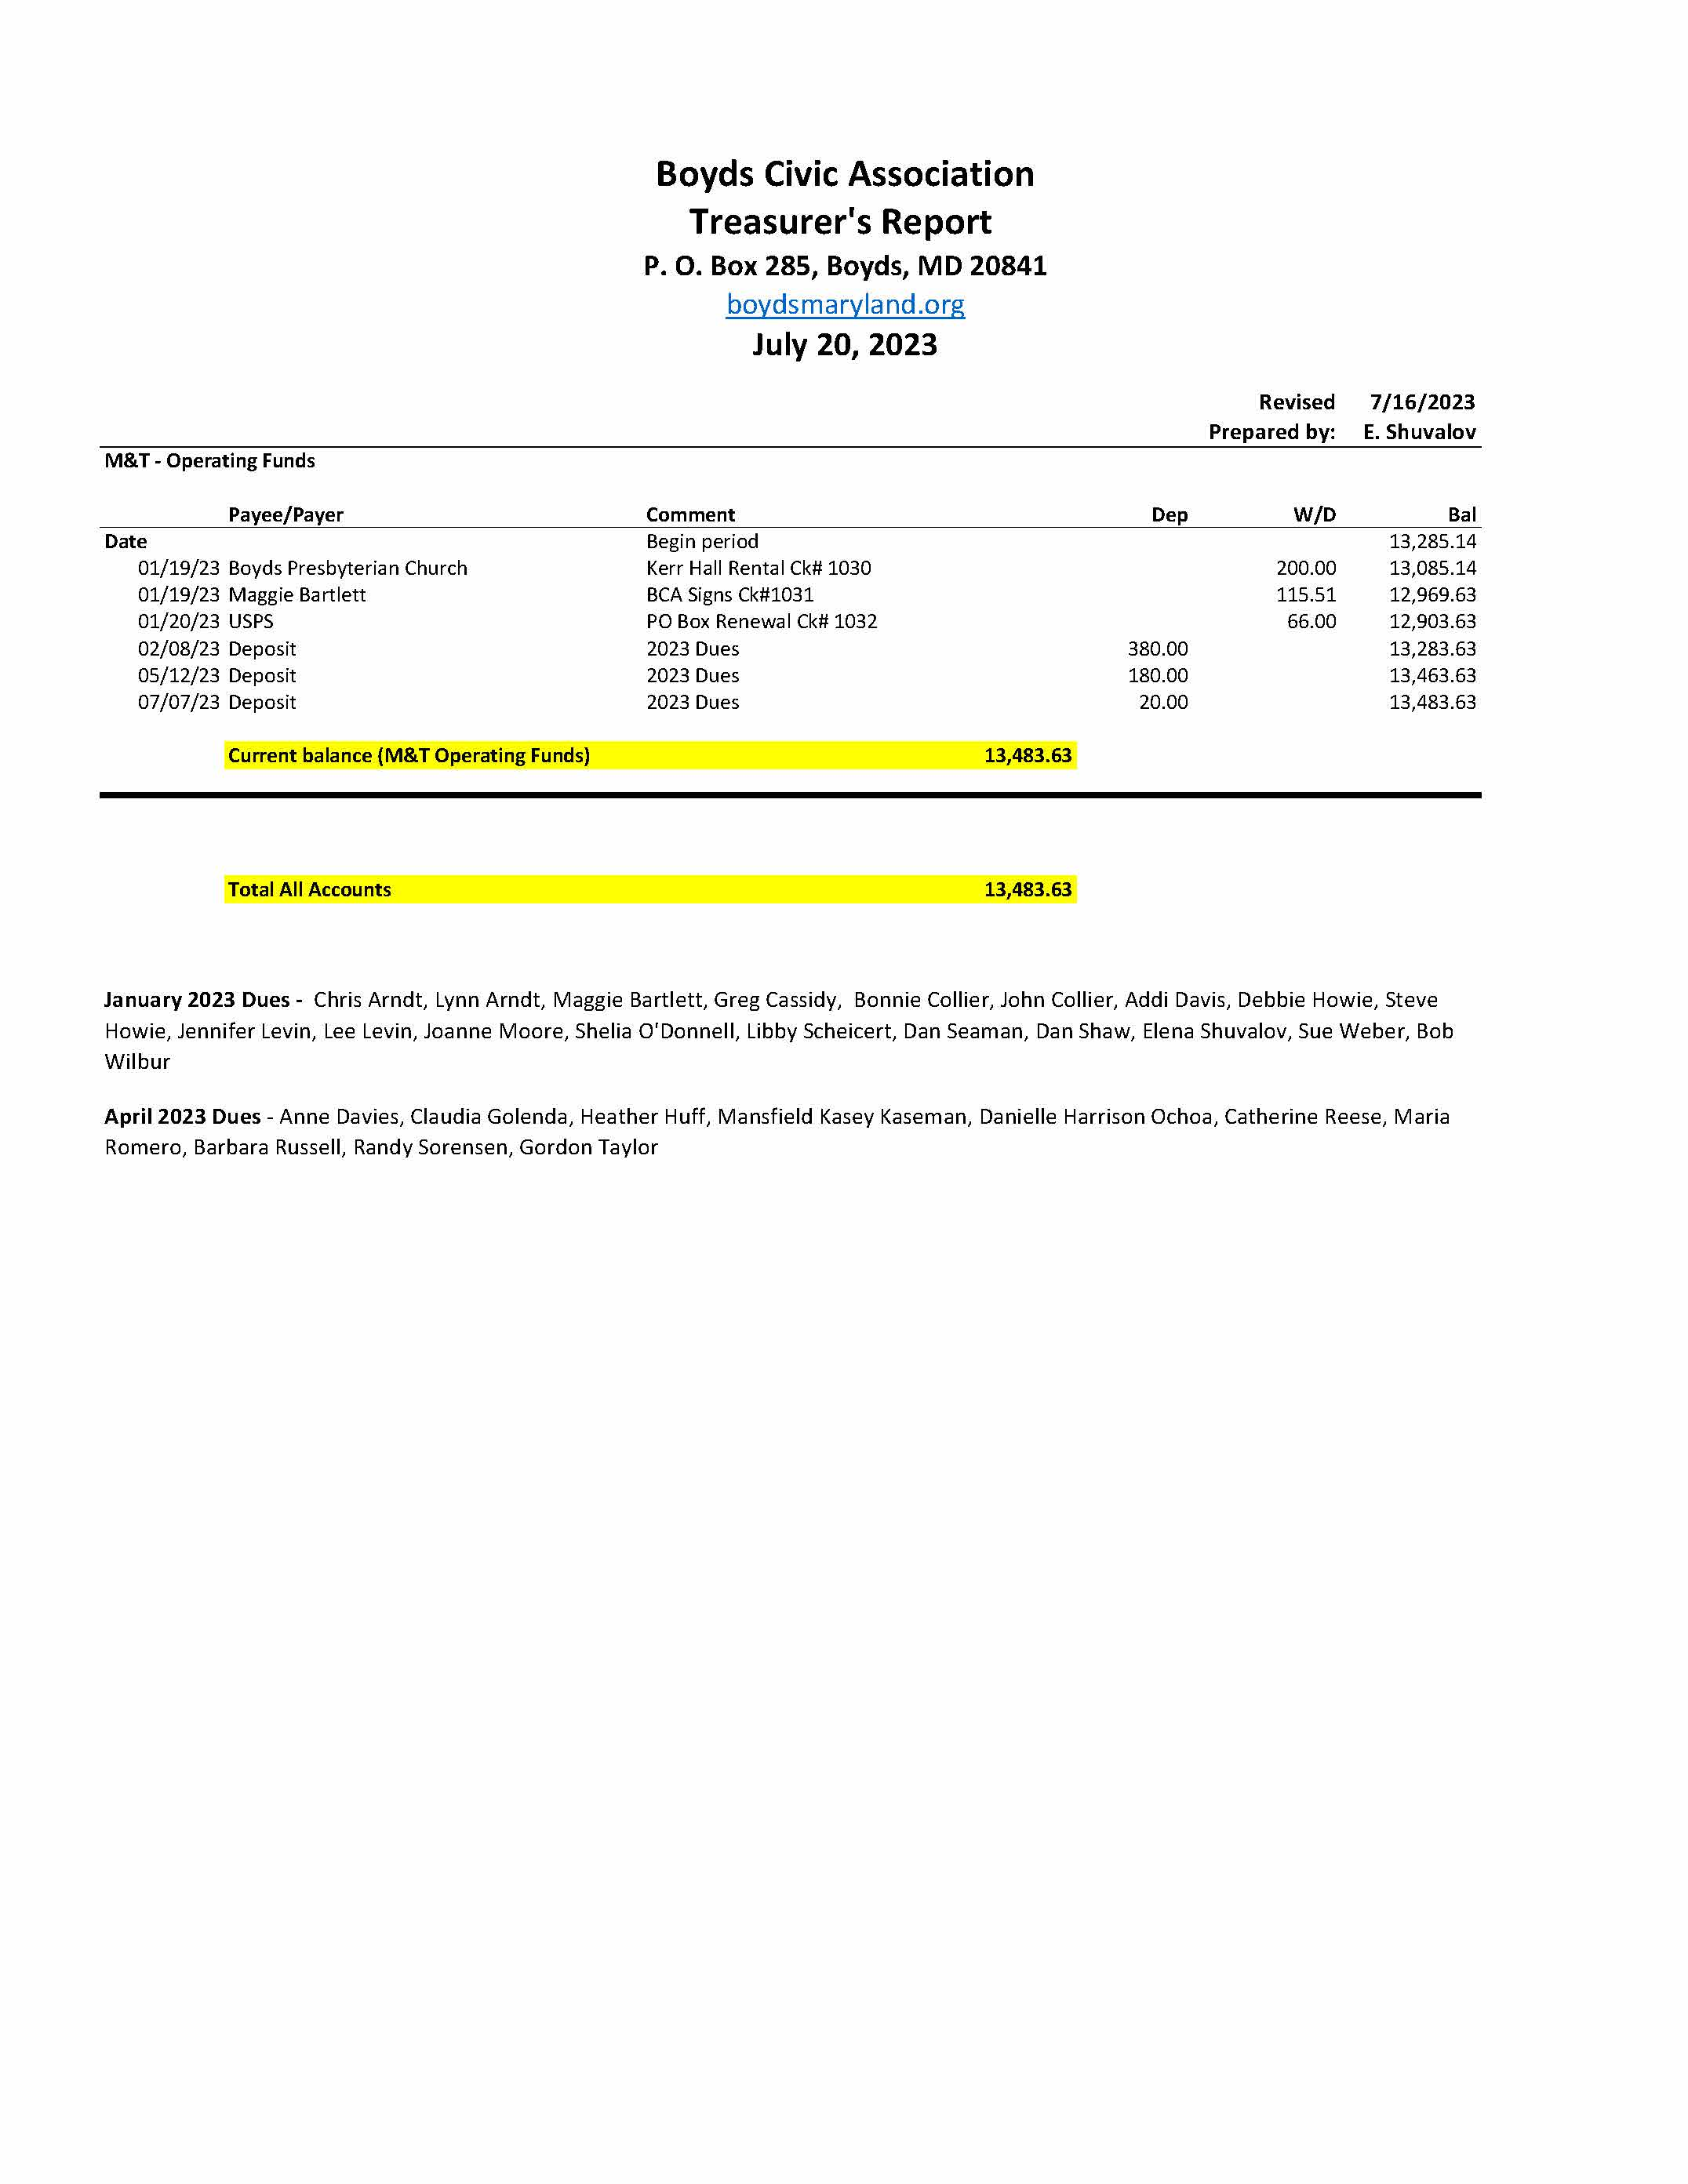 Boyds Civic Association
Treasurer's Report
P. O. Box 285, Boyds, MD 20841
boydsmaryland.org
July 20, 2023
Revised 7/16/2023
Prepared by: E. Shuvalov
M&T - Operating Funds
Payee/Payer Comment Dep W/D Bal
Date Begin period 13,285.14
01/19/23 Boyds Presbyterian Church Kerr Hall Rental Ck# 1030 200.00 13,085.14
01/19/23 Maggie Bartlett BCA Signs Ck#1031 115.51 12,969.63
01/20/23 USPS PO Box Renewal Ck# 1032 66.00 12,903.63
02/08/23 Deposit 2023 Dues 380.00 13,283.63
05/12/23 Deposit 2023 Dues 180.00 13,463.63
07/07/23 Deposit 2023 Dues 20.00 13,483.63
Current balance (M&T Operating Funds) 13,483.63
Total All Accounts 13,483.63
January 2023 Dues - Chris Arndt, Lynn Arndt, Maggie Bartlett, Greg Cassidy, Bonnie Collier, John Collier, Addi Davis, Debbie Howie, Steve
Howie, Jennifer Levin, Lee Levin, Joanne Moore, Shelia O'Donnell, Libby Scheicert, Dan Seaman, Dan Shaw, Elena Shuvalov, Sue Weber, Bob
Wilbur
April 2023 Dues - Anne Davies, Claudia Golenda, Heather Huff, Mansfield Kasey Kaseman, Danielle Harrison Ochoa, Catherine Reese, Maria
Romero, Barbara Russell, Randy Sorensen, Gordon Taylor